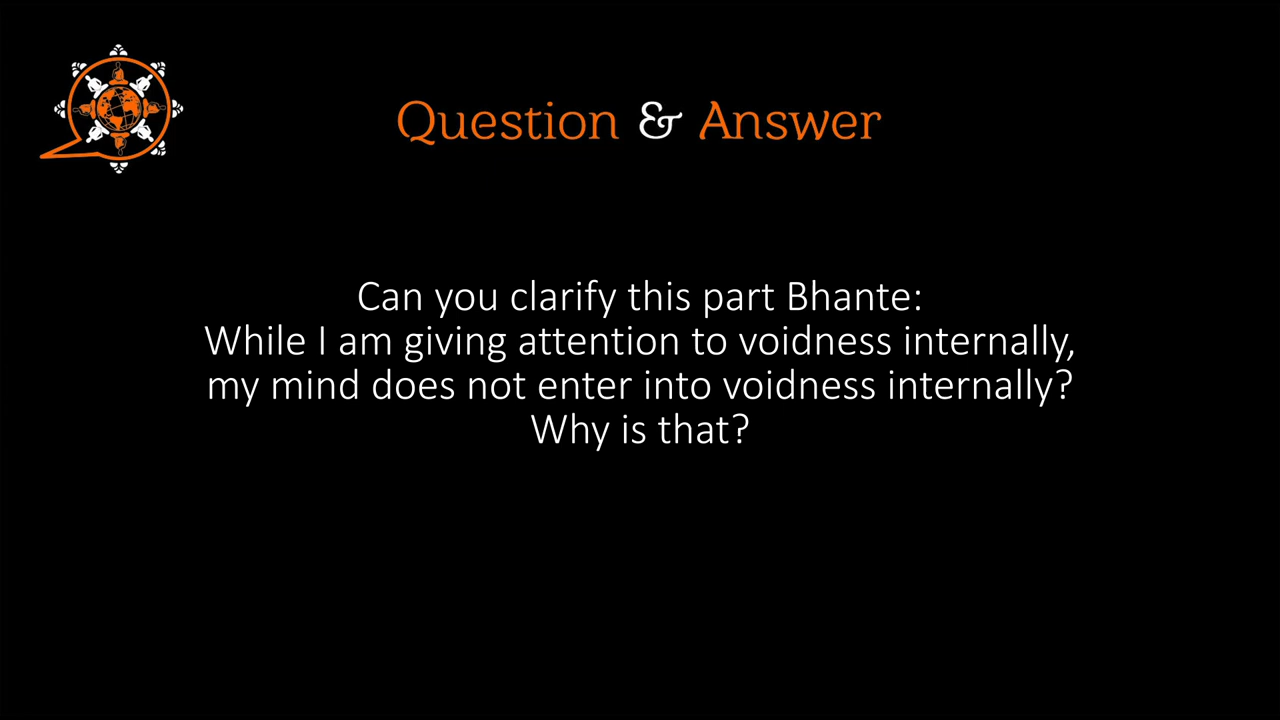 Question & Answer
Can you clarify this part Bhante:
While I am giving attention to voidness internally,
my mind does not enter into voidness internally?
Why is that?